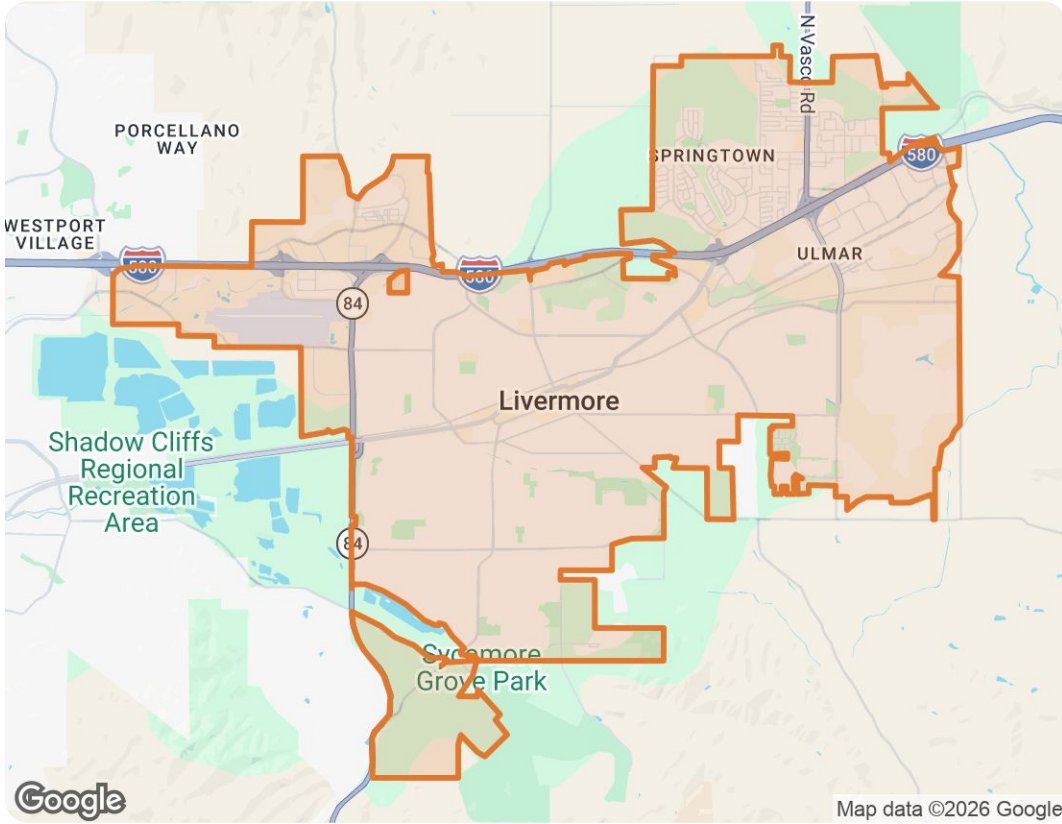 N Vasco Rd
PORCELLANO
WAY
SPRINGTOWN
580
WESTPORT
VILLAGE
ULMAR
580
580
84
Livermore
Shadow Cliffs
Regional
Recreation
Area
84
Sycamore
Grove Park
Google
Map data ©2026 Google